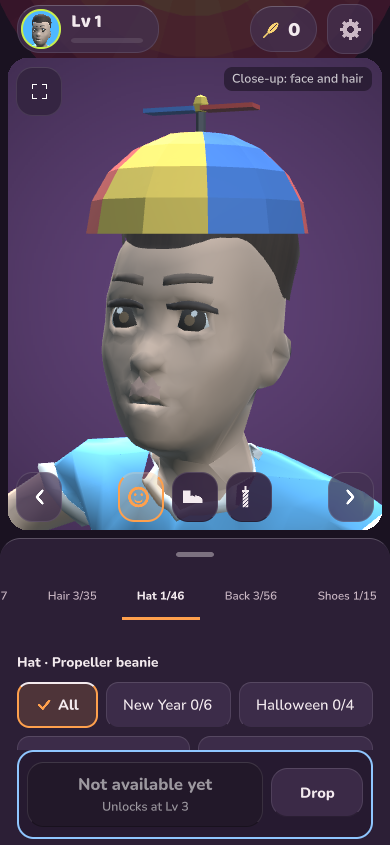 Lv 1
0
Close-up: face and hair
7
Hair 3/35
Hat 1/46
Back 3/56
Shoes 1/15
Hat · Propeller beanie
All
New Year 0/6
Halloween 0/4
Not available yet
Unlocks at Lv 3
Drop